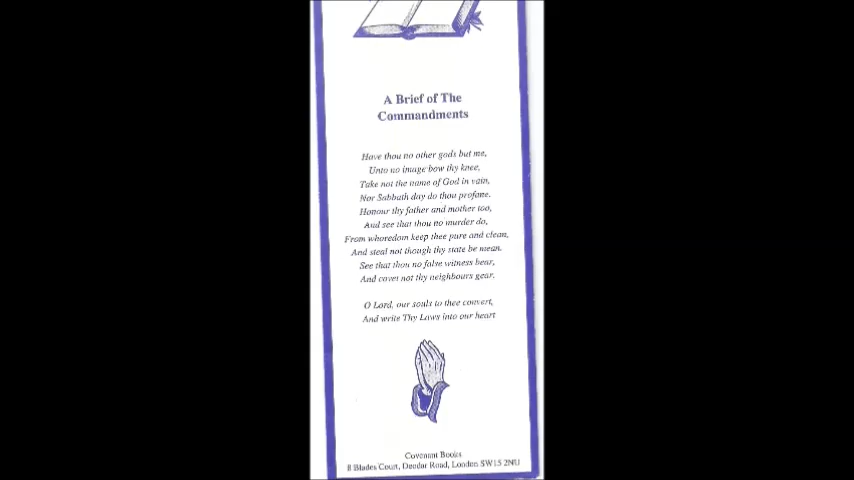 A Brief of The
Commandments
Have thou no other gods but me,
Unto no image bow thy knee,
Take not the name of God in vain,
Nor Sabbath day do thou profane.
Honour thy father and mother too,
And see that thou no murder do,
From whoredom keep thee pure and clean,
And steal not though thy state be mean.
See that thou no false witness bear,
And covet not thy neighbours gear.
O Lord, our souls to thee convert,
And write Thy Laws into our heart
Covenant Books
8 Blades Court, Deodar Road, London SW15 2NU